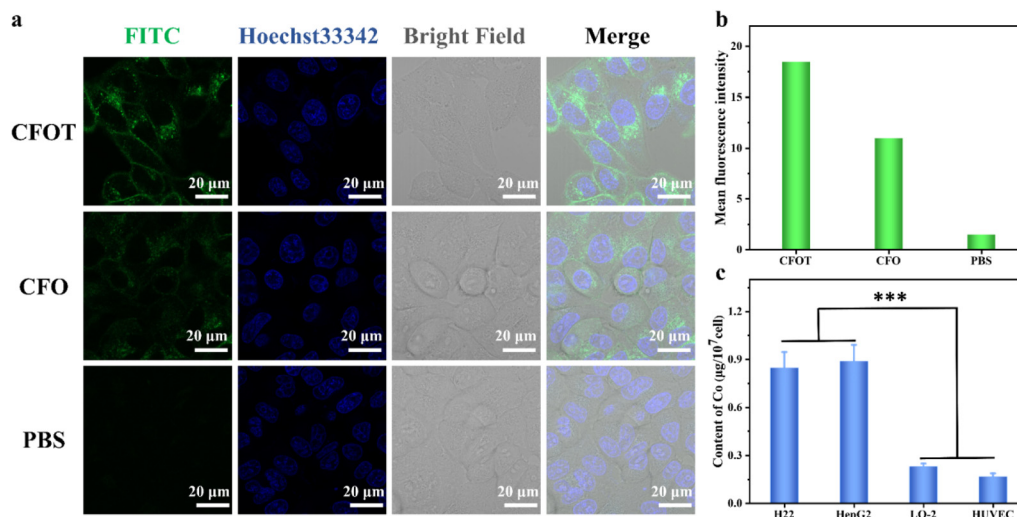 a
FITC Hoechst33342 Bright Field Merge
CFOT
20 μm 20 μm 20 μm 20 μm
CFO
20 μm 20 μm 20 μm 20 μm
PBS
20 μm 20 μm 20 μm 20 μm
b
Mean fluorescence intensity
20
15
10
5
0
CFOT CFO PBS
c
Content of Co (μg/10⁷cell)
1.2
0.9
0.6
0.3
0.0
***
H22 HepG2 LO-2 HUVEC